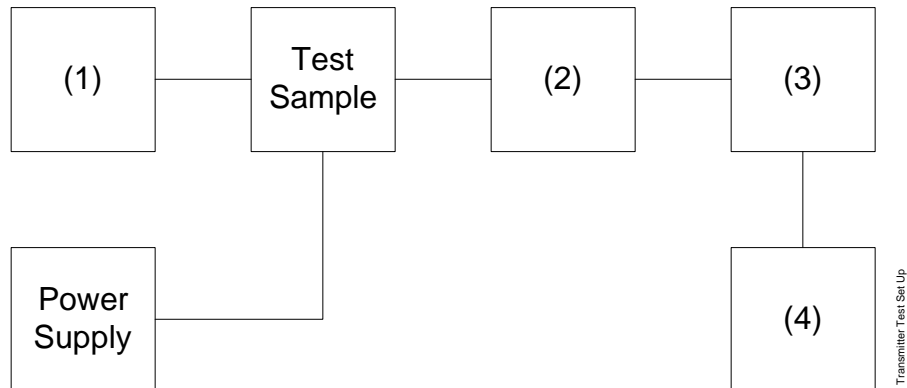 (1)
Test
Sample
(2)
(3)
Power
Supply
(4)
Transmitter Test Set Up